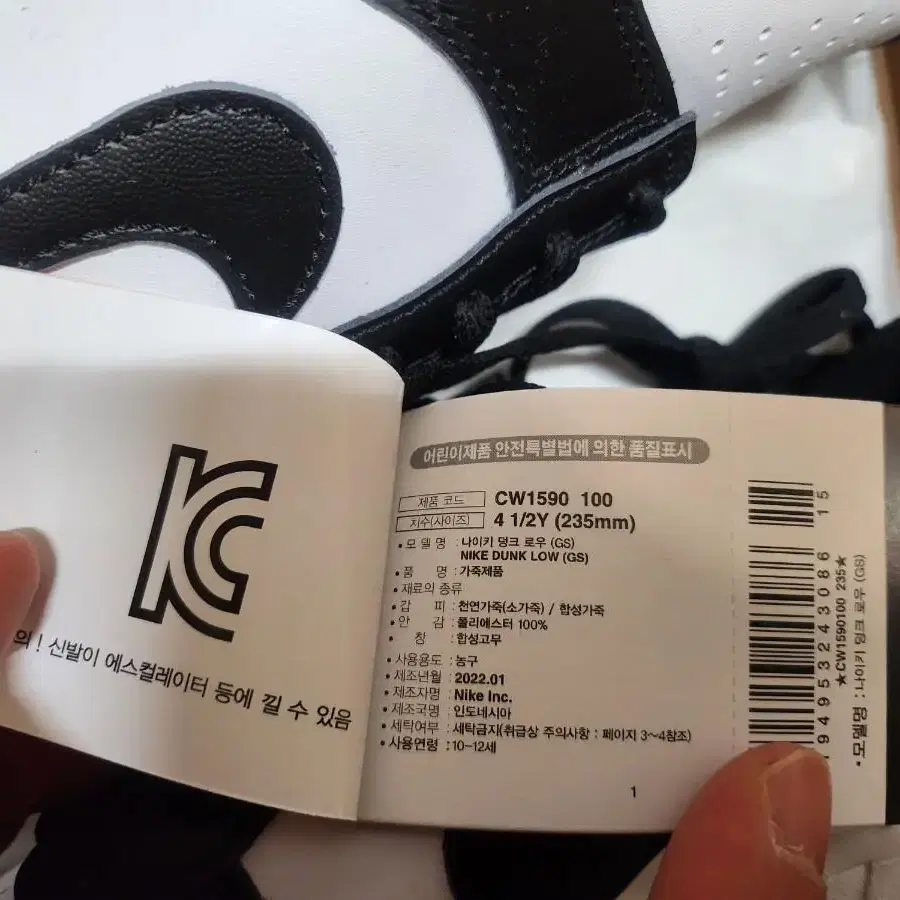 KC
의! 신발이 에스컬레이터 등에 낄 수 있음
어린이제품 안전특별법에 의한 품질표시
제품 코드 CW1590 100
치수(사이즈) 4 1/2Y (235mm)
• 모 델 명 : 나이키 덩크 로우 (GS)
NIKE DUNK LOW (GS)
• 품 명 : 가죽제품
• 재료의 종류
• 갑 피 : 천연가죽(소가죽) / 합성가죽
• 안 감 : 폴리에스터 100%
• 창 : 합성고무
• 사용용도 : 농구
• 제조년월 : 2022.01
• 제조자명 : Nike Inc.
• 제조국명 : 인도네시아
• 세탁여부 : 세탁금지(취급상 주의사항 : 페이지 3~4참조)
• 사용연령 : 10-12세
1
15
194953243086
★CW1590100 235★
• 모델명 : 나이키 덩크 로우 (GS)